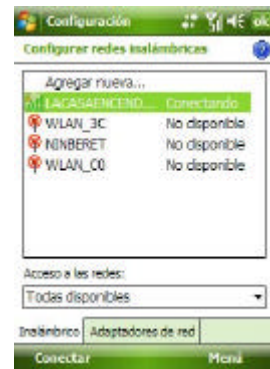 Configuración ok
Configurar redes inalámbricas
Agregar nueva...
LACASAENCEND... Conectando
WLAN_3C No disponible
NINBERET No disponible
WLAN_C0 No disponible
Acceso a las redes:
Todas disponibles
Inalámbrico Adaptadores de red
Conectar Menú